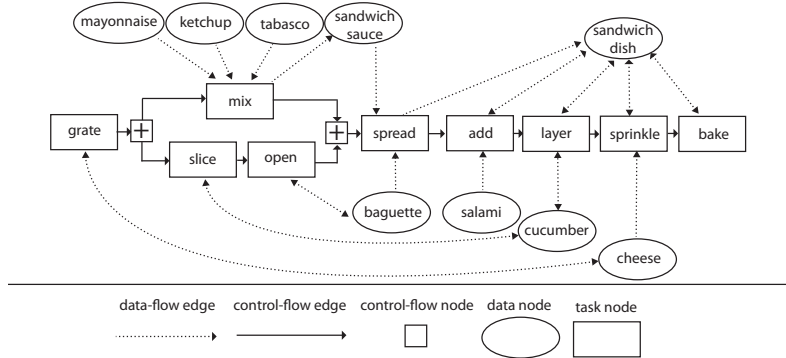 mayonnaise
ketchup
tabasco
sandwich
sauce
sandwich
dish
mix
grate
+
+
spread
add
layer
sprinkle
bake
slice
open
baguette
salami
cucumber
cheese
data-flow edge
control-flow edge
control-flow node
data node
task node